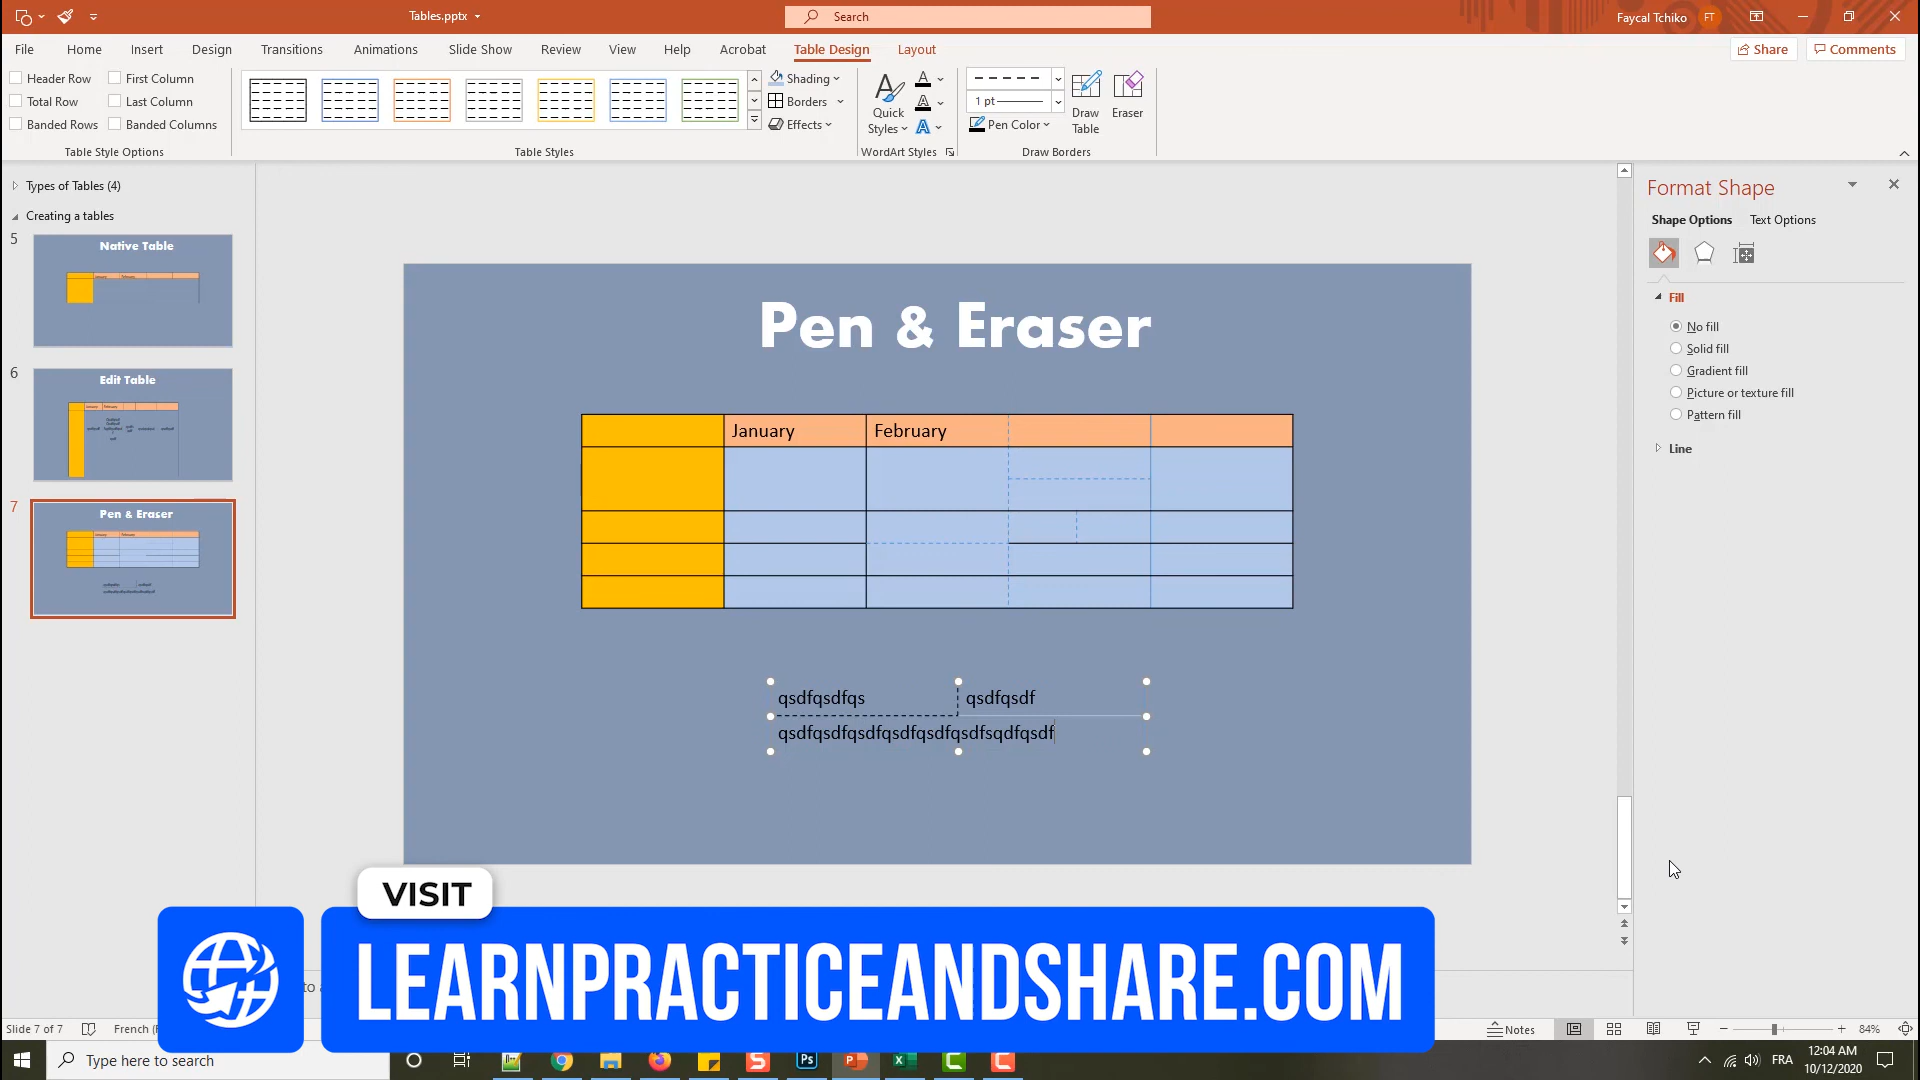 Tables.pptx
Search
Faycal Tchiko
FT
File
Home
Insert
Design
Transitions
Animations
Slide Show
Review
View
Help
Acrobat
Table Design
Layout
Share
Comments
Header Row
First Column
Total Row
Last Column
Banded Rows
Banded Columns
Table Style Options
Table Styles
Shading
Borders
Effects
Quick
Styles
WordArt Styles
1 pt
Pen Color
Draw
Table
Eraser
Draw Borders
Types of Tables (4)
Creating a tables
5
Native Table
6
Edit Table
7
Pen & Eraser
Pen & Eraser
January
February
qsdfqsdfqs
qsdfqsdf
qsdfqsdfqsdfqsdfqsdfqsdfsqdfqsdf
Format Shape
Shape Options
Text Options
Fill
No fill
Solid fill
Gradient fill
Picture or texture fill
Pattern fill
Line
VISIT
LEARNPRACTICEANDSHARE.COM
Slide 7 of 7
French
Notes
84%
Type here to search
FRA
12:04 AM
10/12/2020